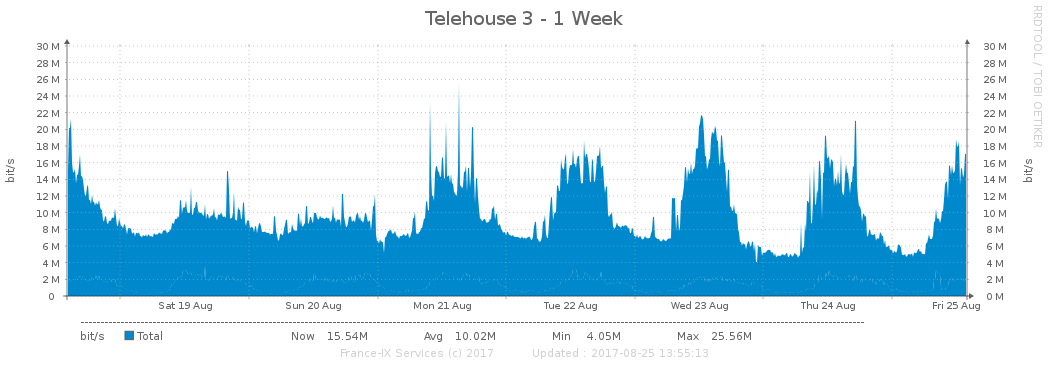 Telehouse 3 - 1 Week
RRDTOOL / TOBI OETIKER
bit/s
bit/s
30 M 30 M
28 M 28 M
26 M 26 M
24 M 24 M
22 M 22 M
20 M 20 M
18 M 18 M
16 M 16 M
14 M 14 M
12 M 12 M
10 M 10 M
8 M 8 M
6 M 6 M
4 M 4 M
2 M 2 M
0 0 M
Sat 19 Aug Sun 20 Aug Mon 21 Aug Tue 22 Aug Wed 23 Aug Thu 24 Aug Fri 25 Aug
bit/s Total Now 15.54M Avg 10.02M Min 4.05M Max 25.56M
France-IX Services (c) 2017 Updated : 2017-08-25 13:55:13